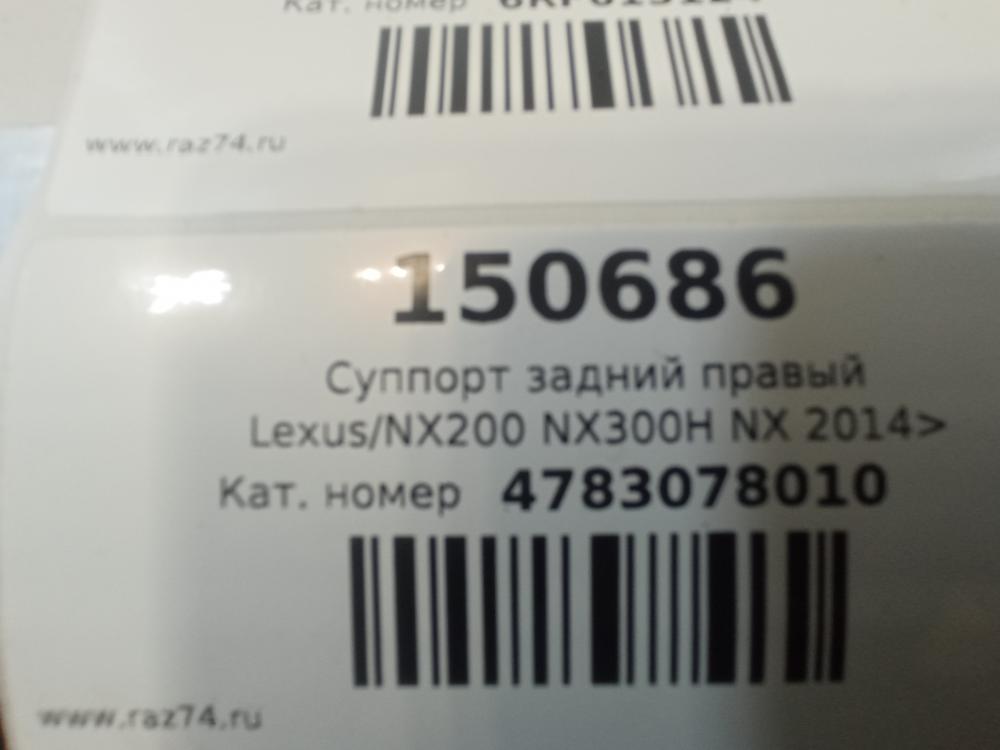 Кат. номер
www.raz74.ru
150686
Суппорт задний правый
Lexus/NX200 NX300H NX 2014>
Кат. номер 4783078010
www.raz74.ru